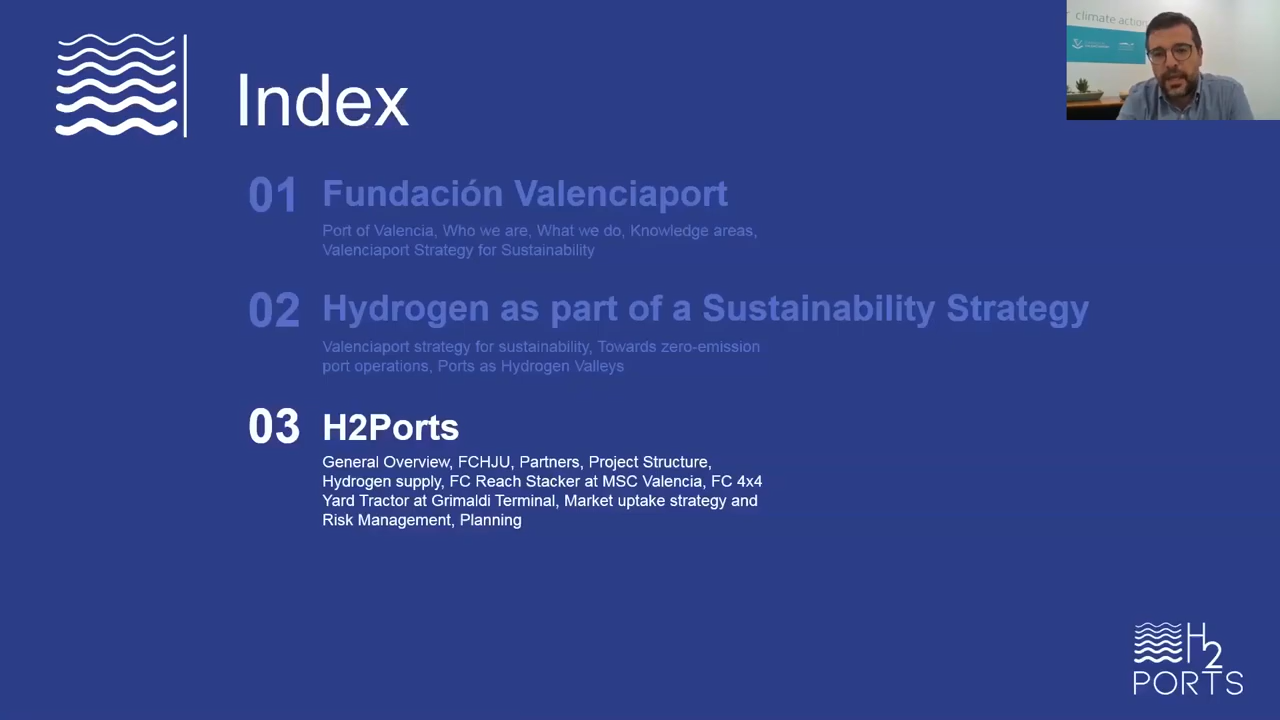 climate action
Index
01 Fundación Valenciaport
Port of Valencia, Who we are, What we do, Knowledge areas,
Valenciaport Strategy for Sustainability
02 Hydrogen as part of a Sustainability Strategy
Valenciaport strategy for sustainability, Towards zero-emission
port operations, Ports as Hydrogen Valleys
03 H2Ports
General Overview, FCHJU, Partners, Project Structure,
Hydrogen supply, FC Reach Stacker at MSC Valencia, FC 4x4
Yard Tractor at Grimaldi Terminal, Market uptake strategy and
Risk Management, Planning
H2
PORTS